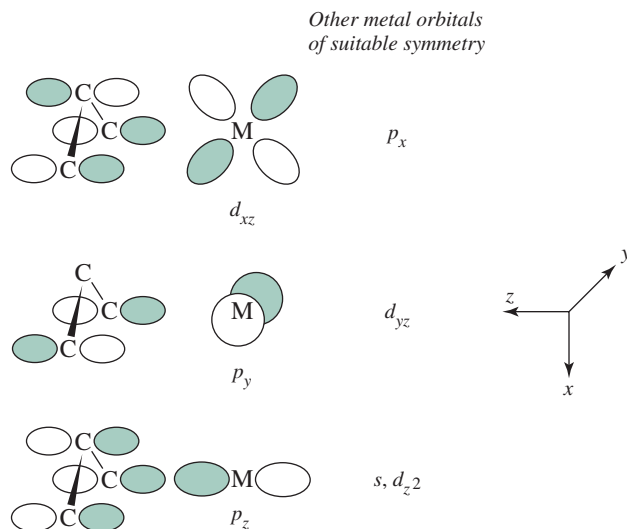 Other metal orbitals
of suitable symmetry
C
C
C
M
p_x
d_xz
C
C
C
M
d_yz
p_y
y
z
x
C
C
C
M
s, d_z2
p_z